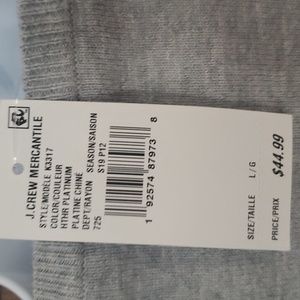 J.CREW MERCANTILE
STYLE/MODELE K3317
COLOR/COULEUR
HTHR PLATINUM
PLATINE CHINE
DEPT/RAYON SEASON/SAISON
725 S19 P12
1 92574 87973 8
SIZE/TAILLE L / G
PRICE/PRIX $44.99